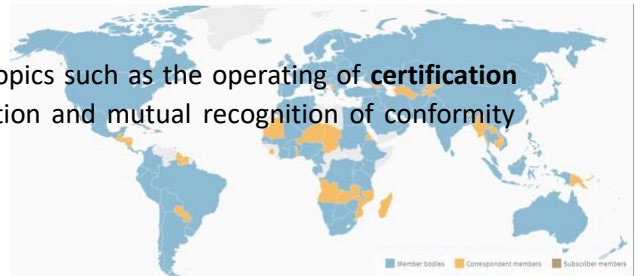 opics such as the operating of certification
tion and mutual recognition of conformity
Member bodies Correspondent members Subscriber members